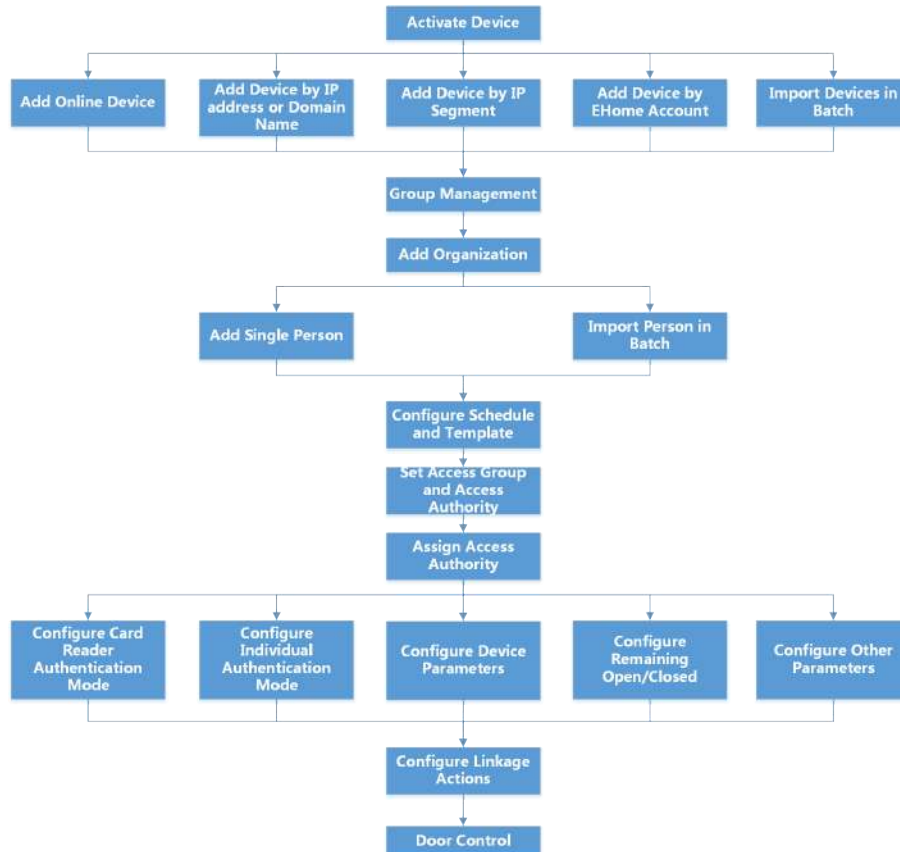 Activate Device
Add Online Device
Add Device by IP
address or Domain
Name
Add Device by IP
Segment
Add Device by
EHome Account
Import Devices in
Batch
Group Management
Add Organization
Add Single Person
Import Person in
Batch
Configure Schedule
and Template
Set Access Group
and Access
Authority
Assign Access
Authority
Configure Card
Reader
Authentication
Mode
Configure
Individual
Authentication
Mode
Configure Device
Parameters
Configure
Remaining
Open/Closed
Configure Other
Parameters
Configure Linkage
Actions
Door Control